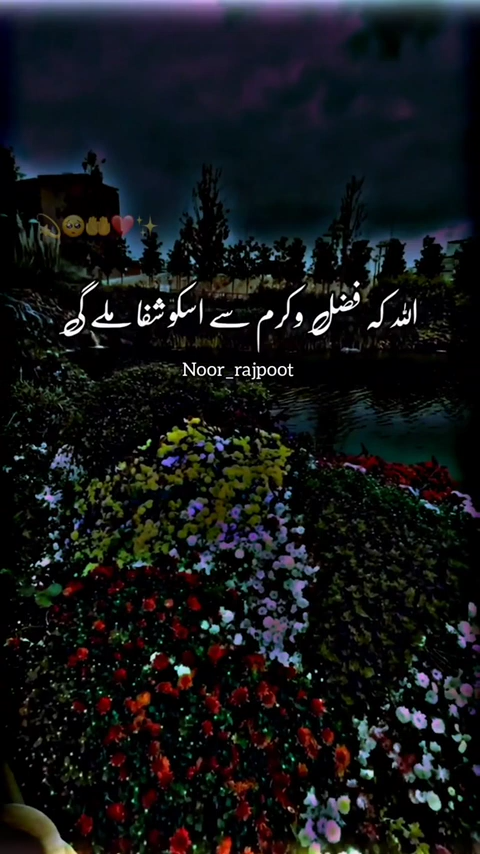 💫🥺🤲❤️✨
اللہ کہ فضل و کرم سے اسکو شفا ملے گی
Noor_rajpoot